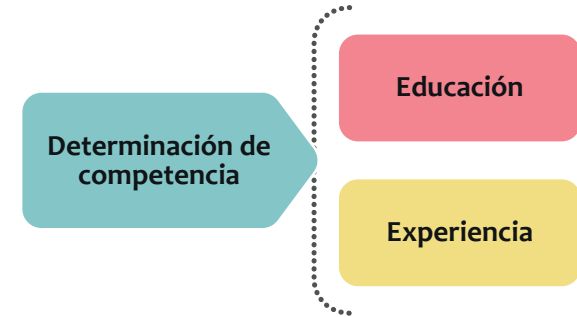 Determinación de
competencia
Educación
Experiencia